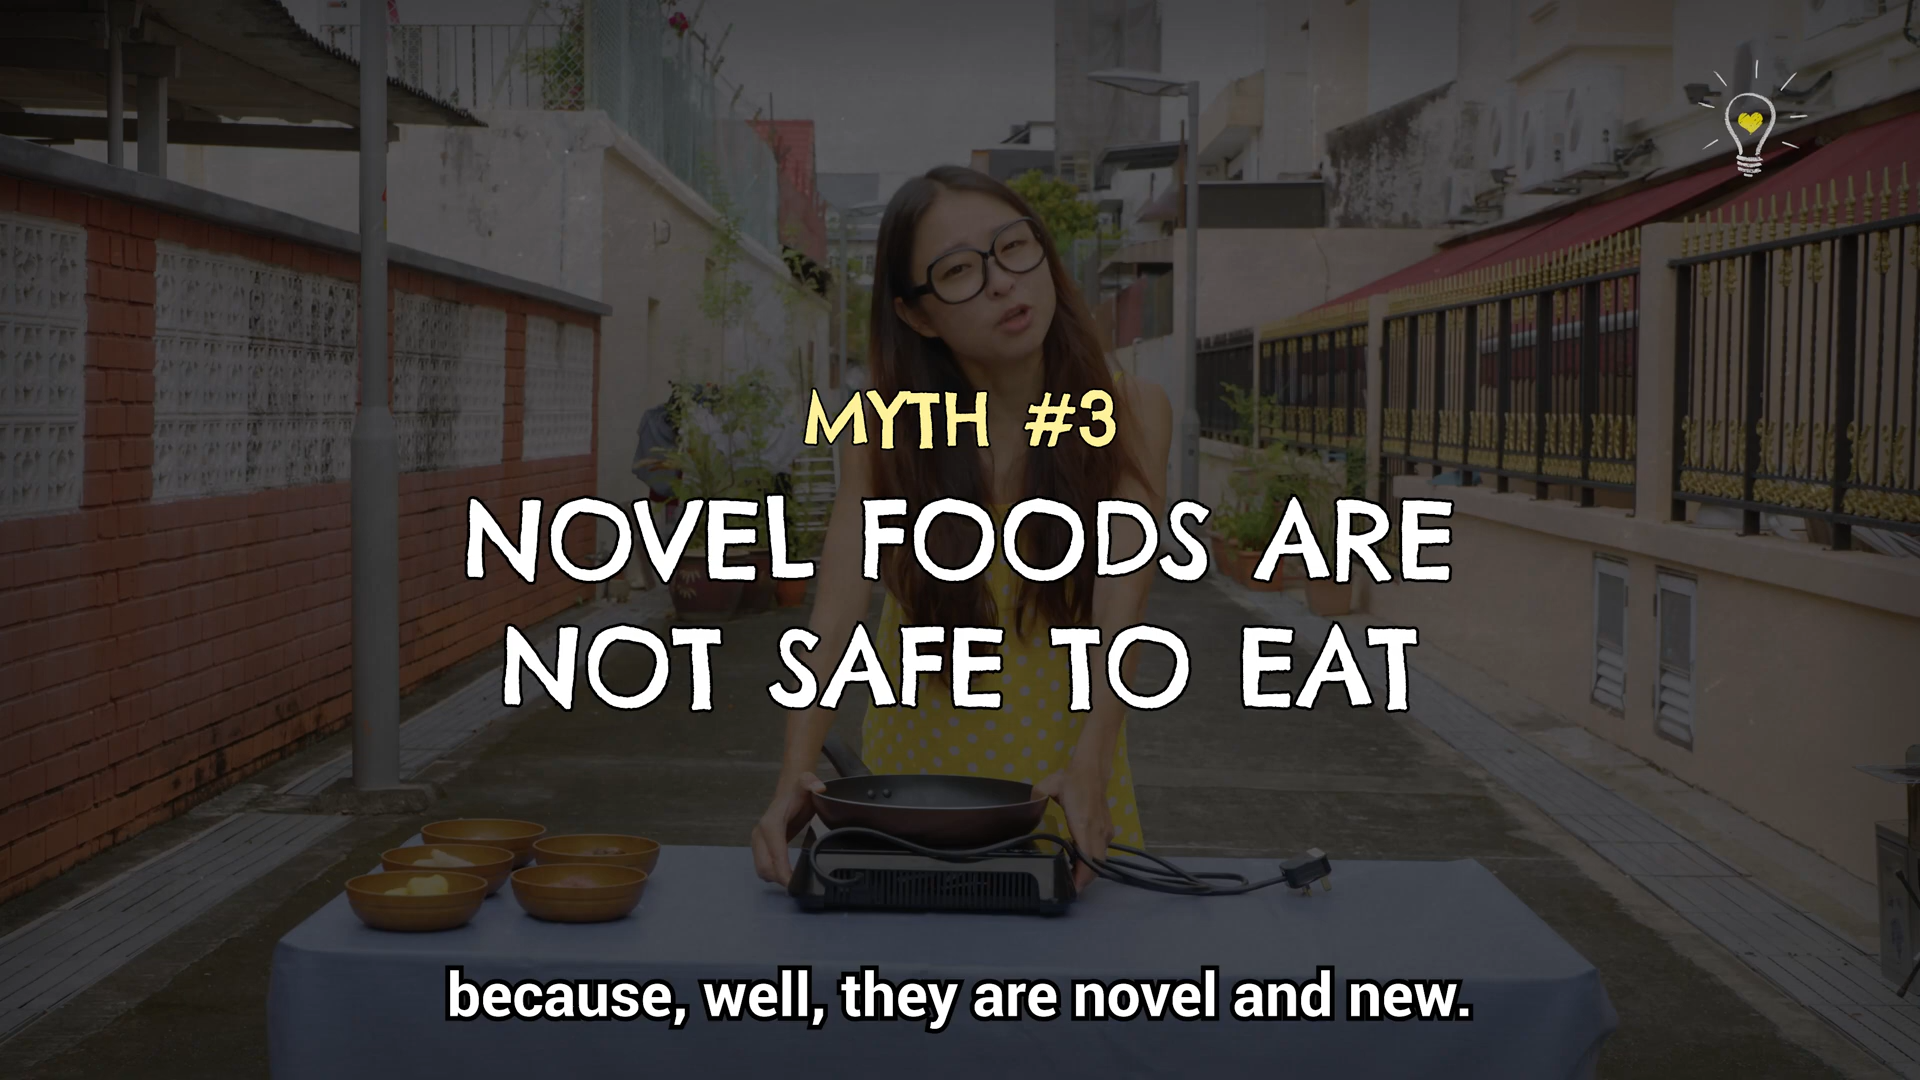 MYTH #3
NOVEL FOODS ARE
NOT SAFE TO EAT
because, well, they are novel and new.